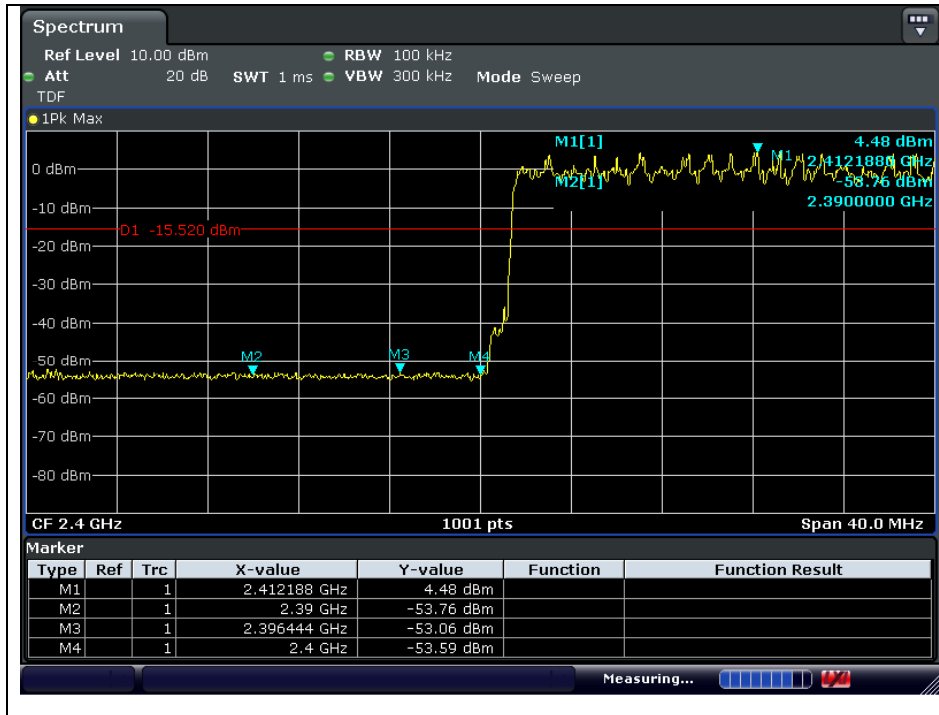 Spectrum
Ref Level 10.00 dBm RBW 100 kHz
Att 20 dB SWT 1 ms VBW 300 kHz Mode Sweep
TDF
1Pk Max
M1[1] 4.48 dBm
M1 2.4121880 GHz
0 dBm
M2[1] -53.76 dBm
-10 dBm
2.3900000 GHz
D1 -15.520 dBm
-20 dBm
-30 dBm
-40 dBm
-50 dBm
M2 M3 M4
-60 dBm
-70 dBm
-80 dBm
CF 2.4 GHz 1001 pts Span 40.0 MHz
Marker
Type Ref Trc X-value Y-value Function Function Result
M1 1 2.412188 GHz 4.48 dBm
M2 1 2.39 GHz -53.76 dBm
M3 1 2.396444 GHz -53.06 dBm
M4 1 2.4 GHz -53.59 dBm
Measuring...